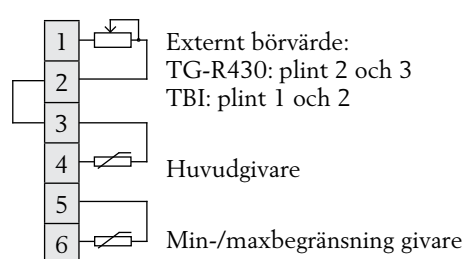 1
Externt börvärde:
TG-R430: plint 2 och 3
2
TBI: plint 1 och 2
3
4
Huvudgivare
5
6
Min-/maxbegränsning givare